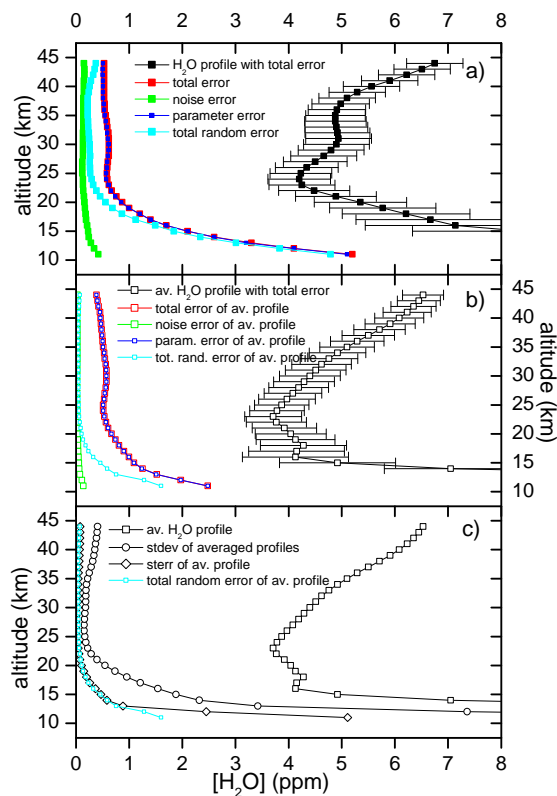 0 1 2 3 4 5 6 7 8
45
40
35
30
25
20
15
10
altitude (km)
a)
H2O profile with total error
total error
noise error
parameter error
total random error
b)
av. H2O profile with total error
total error of av. profile
noise error of av. profile
param. error of av. profile
tot. rand. error of av. profile
45
40
35
30
25
20
15
10
altitude (km)
c)
av. H2O profile
stdev of averaged profiles
sterr of av. profile
total random error of av. profile
45
40
35
30
25
20
15
10
altitude (km)
0 1 2 3 4 5 6 7 8
[H2O] (ppm)